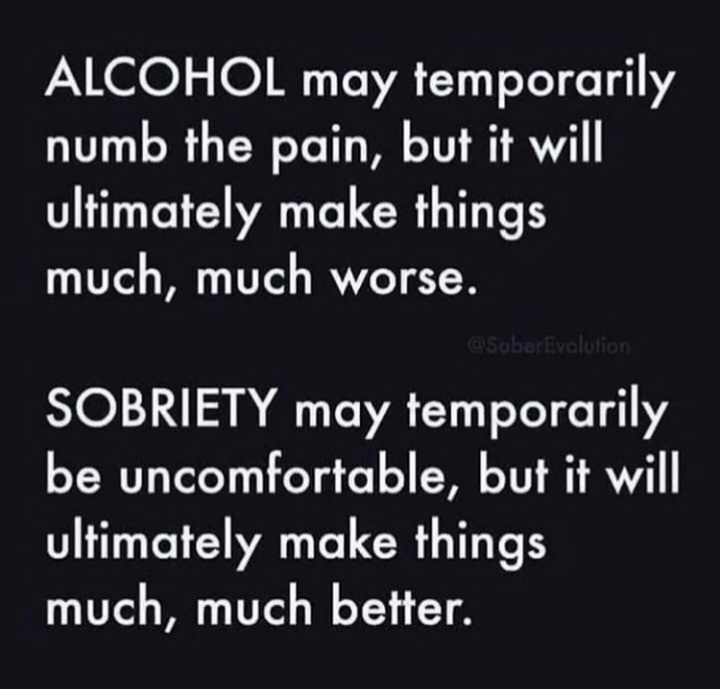 ALCOHOL may temporarily
numb the pain, but it will
ultimately make things
much, much worse.
@SoberEvolution
SOBRIETY may temporarily
be uncomfortable, but it will
ultimately make things
much, much better.